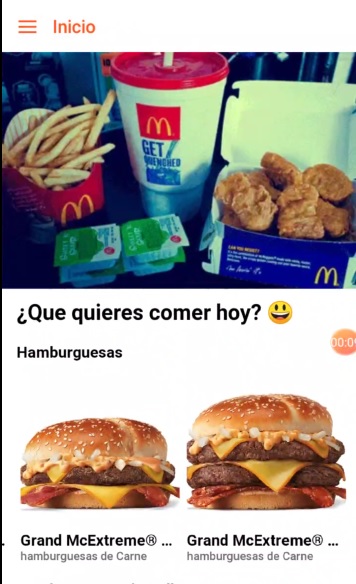 Inicio
GET
QUENCHED
¿Que quieres comer hoy? 😃
Hamburguesas
00:0
Grand McExtreme® ...
Grand McExtreme® ...
hamburguesas de Carne
hamburguesas de Carne